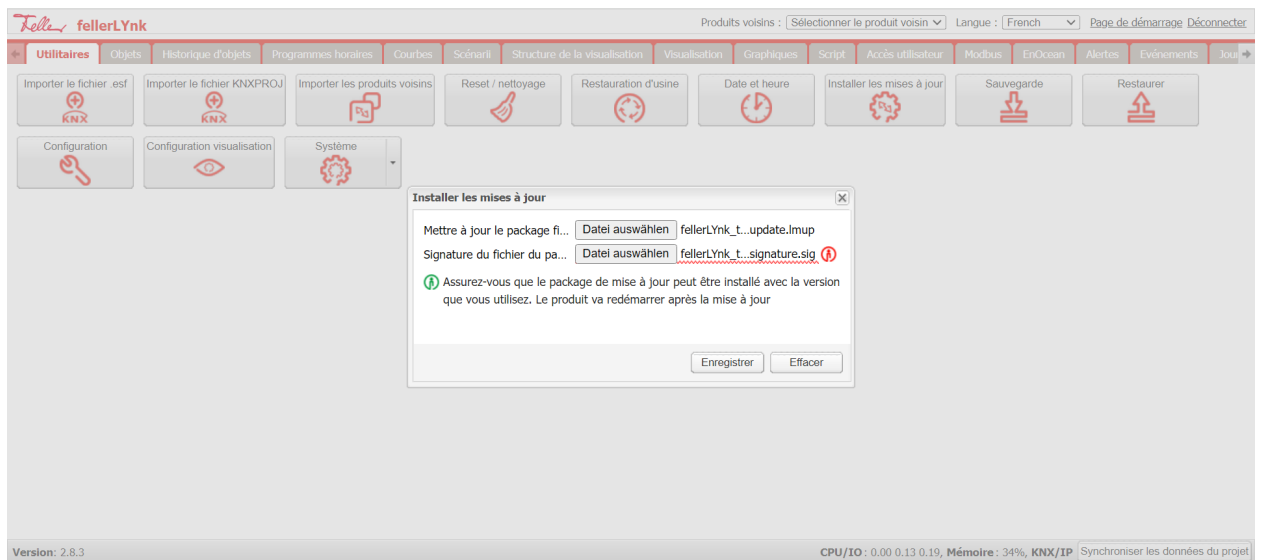 Feller fellerLYnk
Produits voisins : Sélectionner le produit voisin Langue : French Page de démarrage Déconnecter
Utilitaires Objets Historique d'objets Programmes horaires Courbes Scénarii Structure de la visualisation Visualisation Graphiques Script Accès utilisateur Modbus EnOcean Alertes Evénements Jour
Importer le fichier .esf Importer le fichier KNXPROJ Importer les produits voisins Reset / nettoyage Restauration d'usine Date et heure Installer les mises à jour Sauvegarde Restaurer
KNX KNX
Configuration Configuration visualisation Système
Installer les mises à jour
Mettre à jour le package fi... Datei auswählen fellerLYnk_t...update.lmup
Signature du fichier du pa... Datei auswählen fellerLYnk_t...signature.sig
Assurez-vous que le package de mise à jour peut être installé avec la version
que vous utilisez. Le produit va redémarrer après la mise à jour
Enregistrer Effacer
Version: 2.8.3 CPU/IO : 0.00 0.13 0.19, Mémoire : 34%, KNX/IP Synchroniser les données du projet